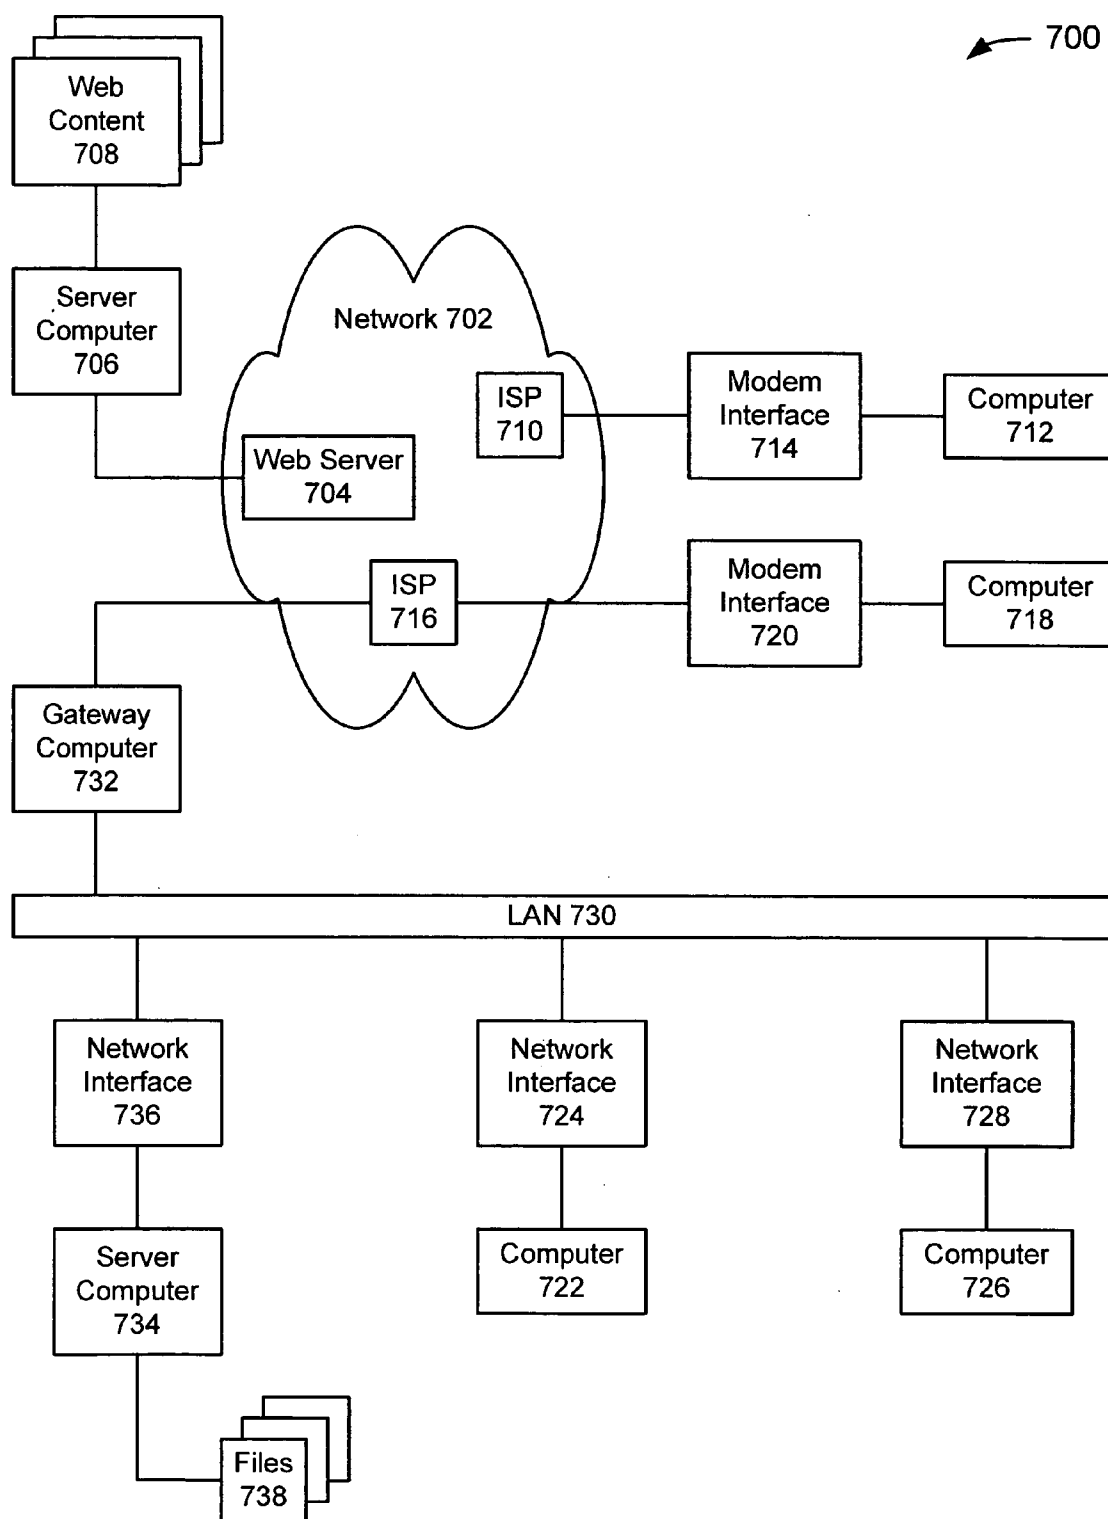 700
Web
Content
708
Server
Computer
706
Network 702
ISP
710
Modem
Interface
714
Computer
712
Web Server
704
ISP
716
Modem
Interface
720
Computer
718
Gateway
Computer
732
LAN 730
Network
Interface
736
Network
Interface
724
Network
Interface
728
Server
Computer
734
Computer
722
Computer
726
Files
738